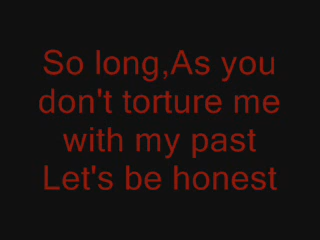 So long,As you
don't torture me
with my past
Let's be honest